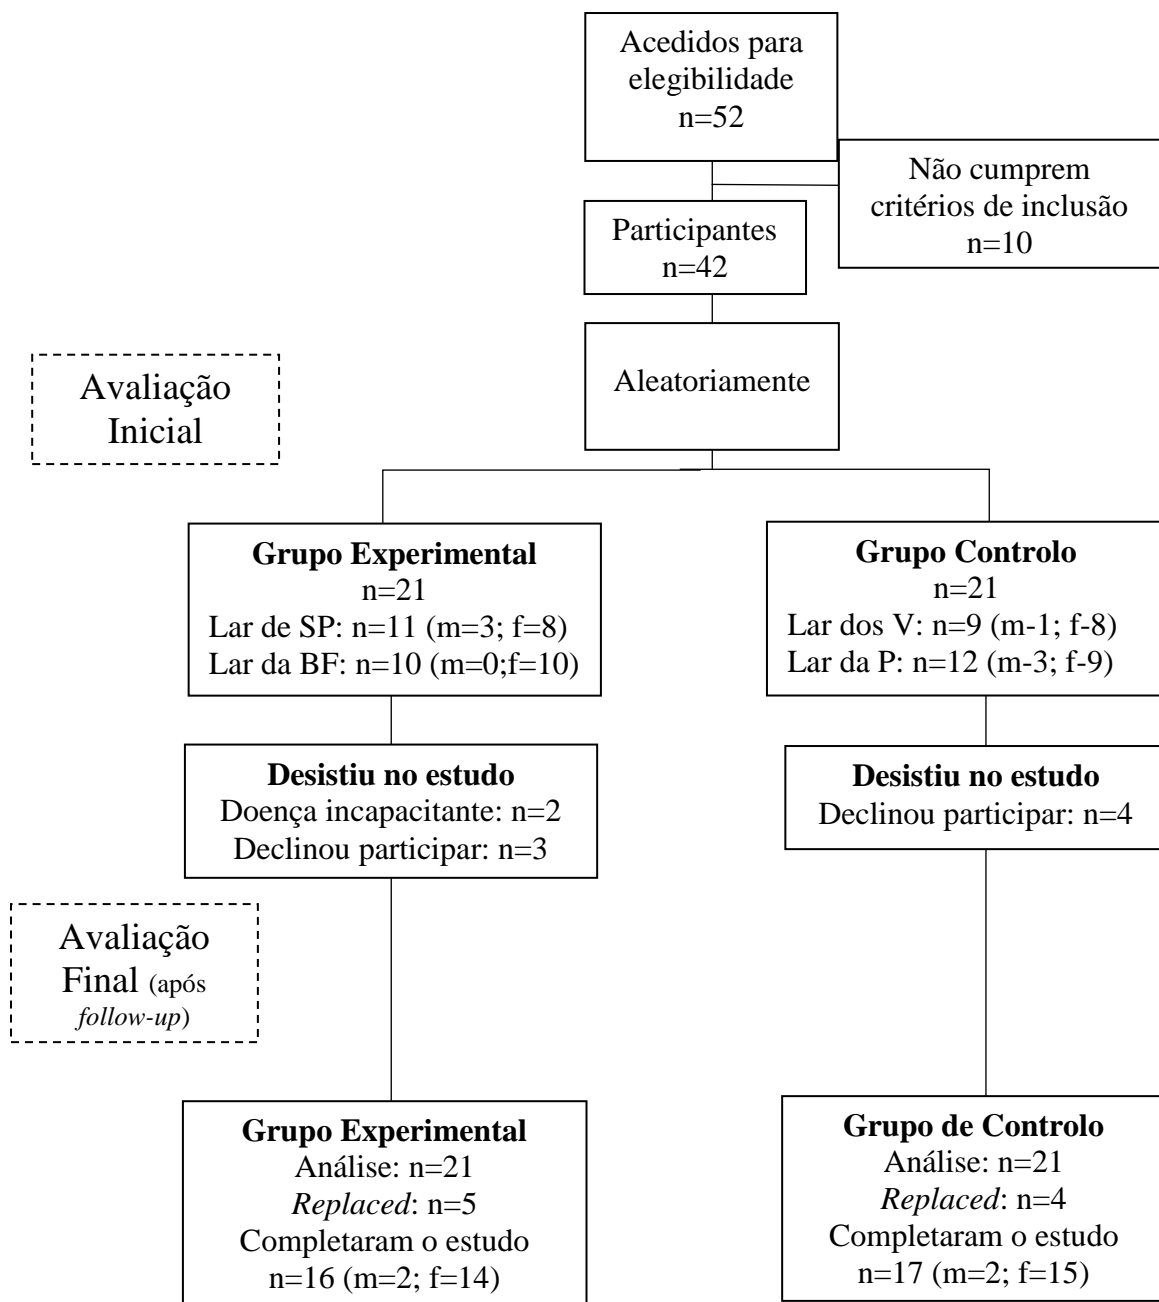 Acedidos para
elegibilidade
n=52
Não cumprem
critérios de inclusão
n=10
Participantes
n=42
Aleatoriamente
Avaliação
Inicial
Grupo Experimental
n=21
Lar de SP: n=11 (m=3; f=8)
Lar da BF: n=10 (m=0;f=10)
Grupo Controlo
n=21
Lar dos V: n=9 (m-1; f-8)
Lar da P: n=12 (m-3; f-9)
Desistiu no estudo
Doença incapacitante: n=2
Declinou participar: n=3
Desistiu no estudo
Declinou participar: n=4
Avaliação
Final (após
follow-up)
Grupo Experimental
Análise: n=21
Replaced: n=5
Completaram o estudo
n=16 (m=2; f=14)
Grupo de Controlo
Análise: n=21
Replaced: n=4
Completaram o estudo
n=17 (m=2; f=15)